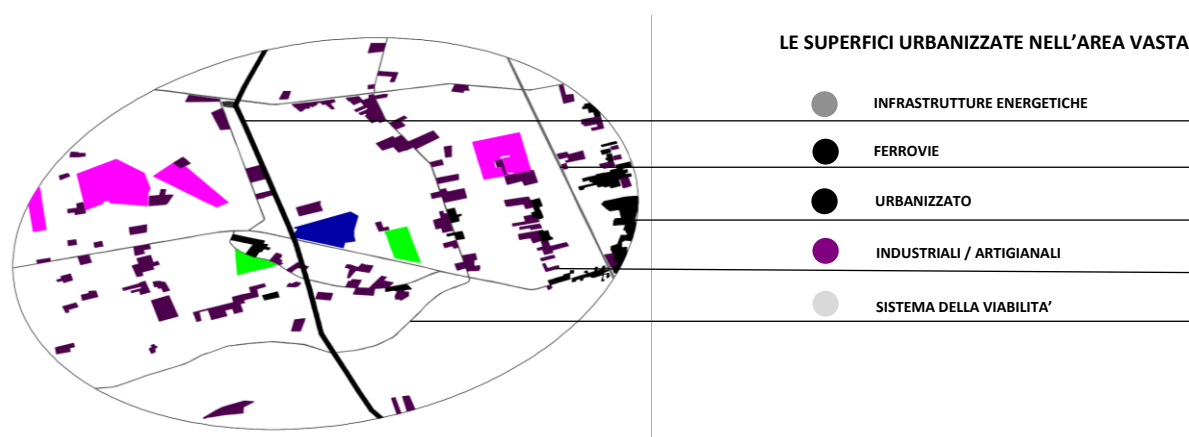 LE SUPERFICI URBANIZZATE NELL’AREA VASTA
INFRASTRUTTURE ENERGETICHE
FERROVIE
URBANIZZATO
INDUSTRIALI / ARTIGIANALI
SISTEMA DELLA VIABILITA’